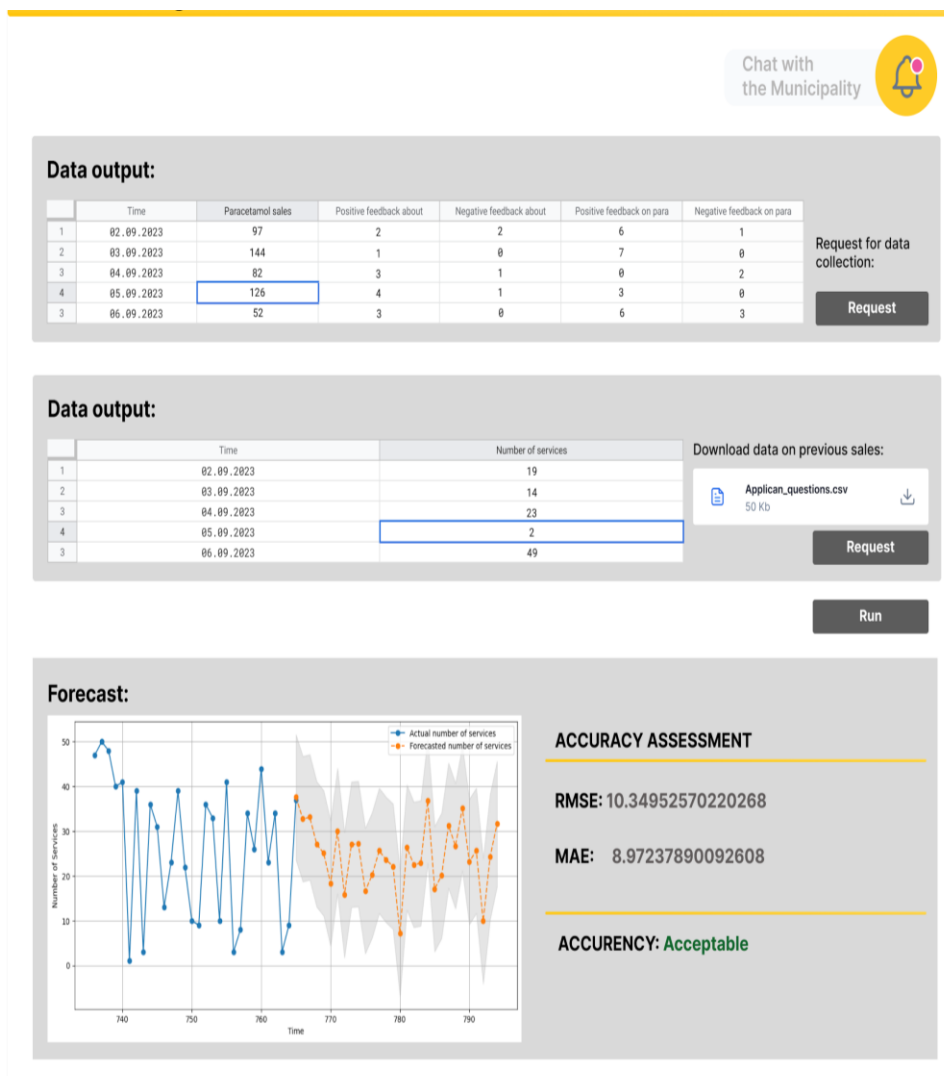 Chat with
the Municipality
Data output:
Time Paracetamol sales Positive feedback about Negative feedback about Positive feedback on para Negative feedback on para
1 02.09.2023 97 2 2 6 1
2 03.09.2023 144 1 0 7 0
3 04.09.2023 82 3 1 0 2
4 05.09.2023 126 4 1 3 0
3 06.09.2023 52 3 0 6 3
Request for data
collection:
Request
Data output:
Time Number of services
1 02.09.2023 19
2 03.09.2023 14
3 04.09.2023 23
4 05.09.2023 2
3 06.09.2023 49
Download data on previous sales:
Applican_questions.csv
50 Kb
Request
Run
Forecast:
Actual number of services
Forecasted number of services
50
40
30
20
10
0
Number of Services
740 750 760 770 780 790
Time
ACCURACY ASSESSMENT
RMSE: 10.34952570220268
MAE: 8.97237890092608
ACCURENCY: Acceptable